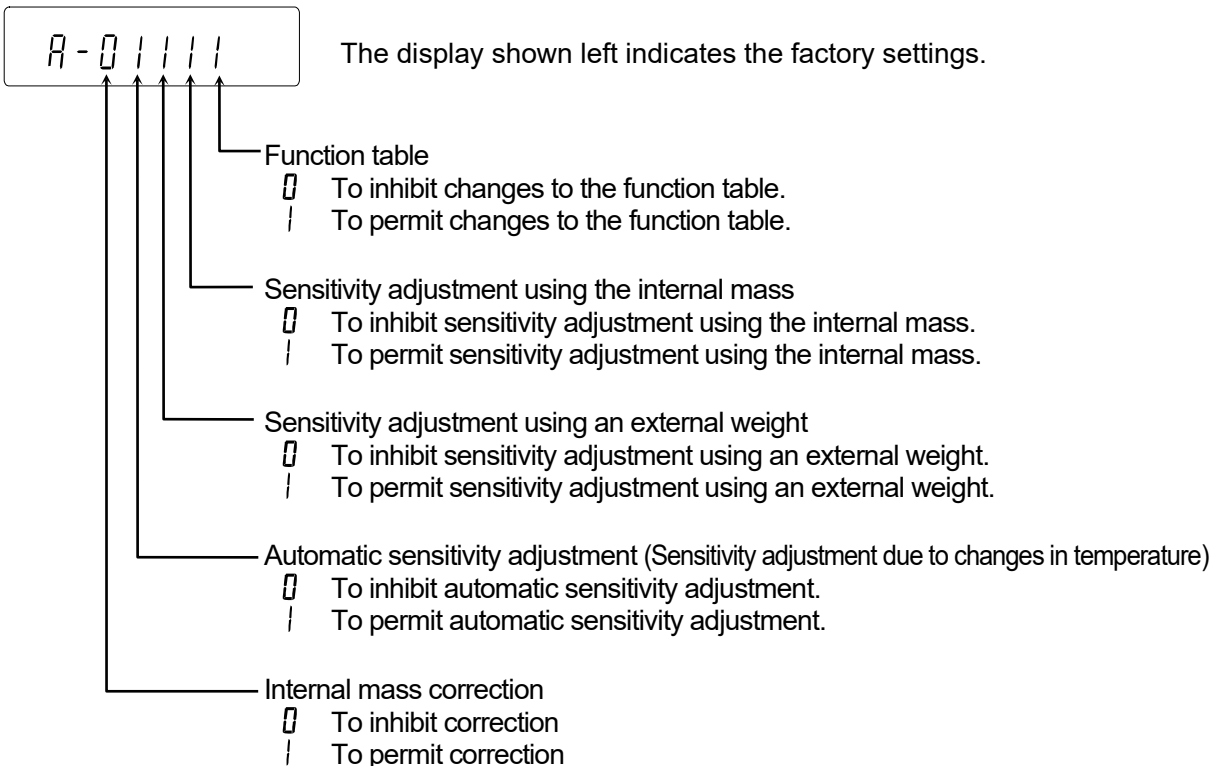 A-01111
The display shown left indicates the factory settings.
Function table
0 To inhibit changes to the function table.
1 To permit changes to the function table.
Sensitivity adjustment using the internal mass
0 To inhibit sensitivity adjustment using the internal mass.
1 To permit sensitivity adjustment using the internal mass.
Sensitivity adjustment using an external weight
0 To inhibit sensitivity adjustment using an external weight.
1 To permit sensitivity adjustment using an external weight.
Automatic sensitivity adjustment (Sensitivity adjustment due to changes in temperature)
0 To inhibit automatic sensitivity adjustment.
1 To permit automatic sensitivity adjustment.
Internal mass correction
0 To inhibit correction
1 To permit correction